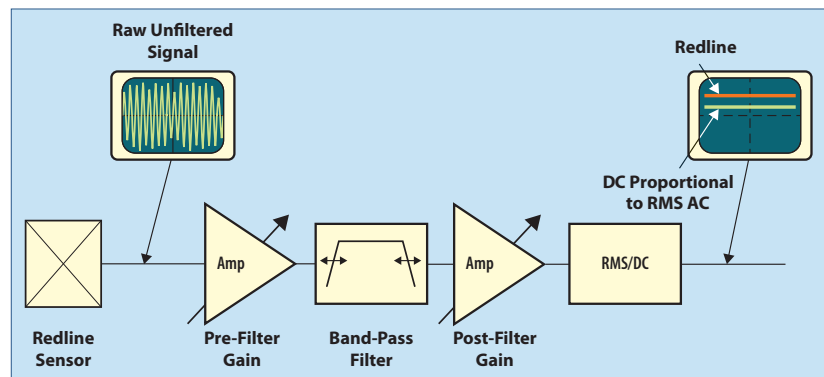 Raw Unfiltered
Signal
Redline
DC Proportional
to RMS AC
Amp
Amp
RMS/DC
Redline
Sensor
Pre-Filter
Gain
Band-Pass
Filter
Post-Filter
Gain